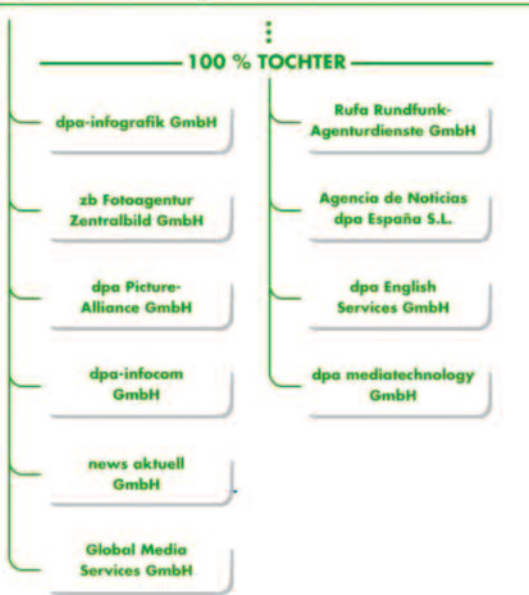 100 % TOCHTER
dpa-infografik GmbH
zb Fotoagentur
Zentralbild GmbH
dpa Picture-
Alliance GmbH
dpa-infocom
GmbH
news aktuell
GmbH
Global Media
Services GmbH
Rufa Rundfunk-
Agenturdienste GmbH
Agencia de Noticias
dpa España S.L.
dpa English
Services GmbH
dpa mediatechnology
GmbH